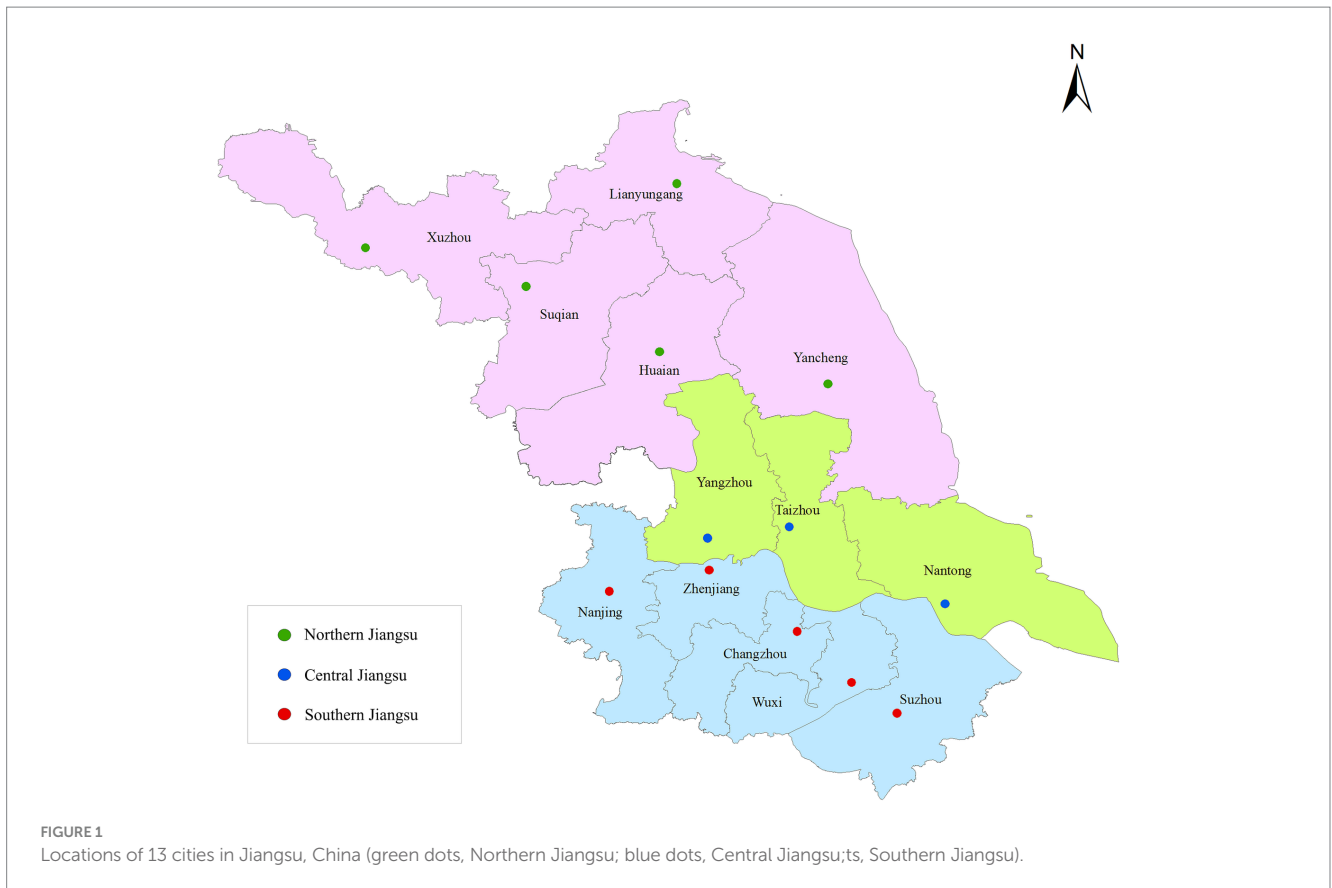 N
Lianyungang
Xuzhou
Suqian
Yancheng
Huaian
Yangzhou
Taizhou
Nantong
Zhenjiang
Nanjing
Changzhou
Wuxi
Suzhou
Northern Jiangsu
Central Jiangsu
Southern Jiangsu
FIGURE 1
Locations of 13 cities in Jiangsu, China (green dots, Northern Jiangsu; blue dots, Central Jiangsu;ts, Southern Jiangsu).